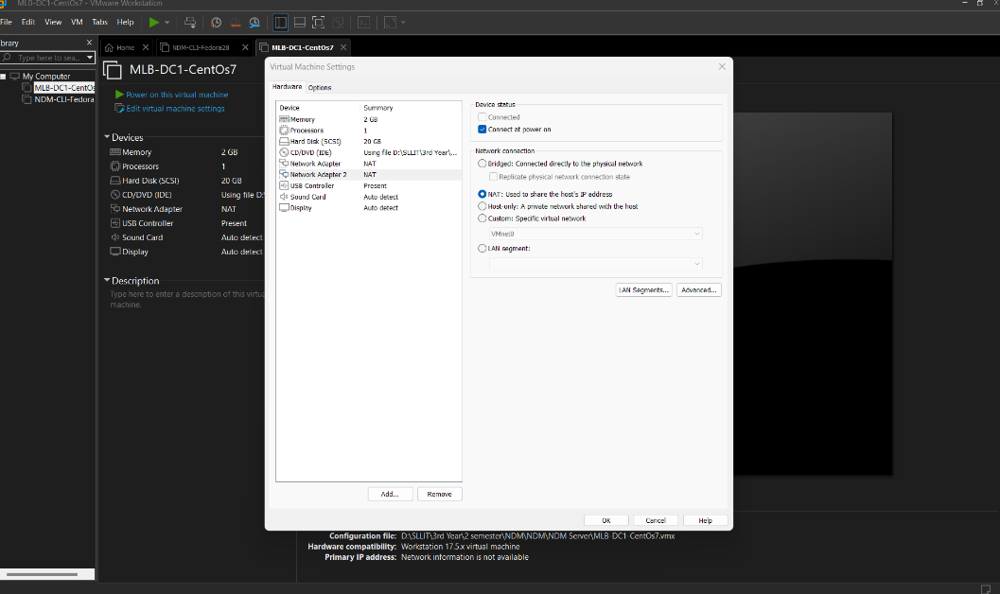 MLB-DC1-CentOs7 - VMware Workstation
File Edit View VM Tabs Help
brary
Type here to sea...
My Computer
MLB-DC1-CentOs
NDM-CLI-Fedora
Home NDM-CLI-Fedora28 MLB-DC1-CentOs7
MLB-DC1-CentOs7
Power on this virtual machine
Edit virtual machine settings
Devices
Memory 2 GB
Processors 1
Hard Disk (SCSI) 20 GB
CD/DVD (IDE) Using file D:
Network Adapter NAT
USB Controller Present
Sound Card Auto detect
Display Auto detect
Description
Type here to enter a description of this virtua
machine.
Virtual Machine Settings
Hardware Options
Device Summary
Memory 2 GB
Processors 1
Hard Disk (SCSI) 20 GB
CD/DVD (IDE) Using file D:\SLLIT\3rd Year\...
Network Adapter NAT
Network Adapter 2 NAT
USB Controller Present
Sound Card Auto detect
Display Auto detect
Add... Remove
Device status
Connected
Connect at power on
Network connection
Bridged: Connected directly to the physical network
Replicate physical network connection state
NAT: Used to share the host's IP address
Host-only: A private network shared with the host
Custom: Specific virtual network
VMnet0
LAN segment:
LAN Segments... Advanced...
OK Cancel Help
Configuration file: D:\SLLIT\3rd Year\2 semester\NDM\NDM\NDM Server\MLB-DC1-CentOs7.vmx
Hardware compatibility: Workstation 17.5.x virtual machine
Primary IP address: Network information is not available